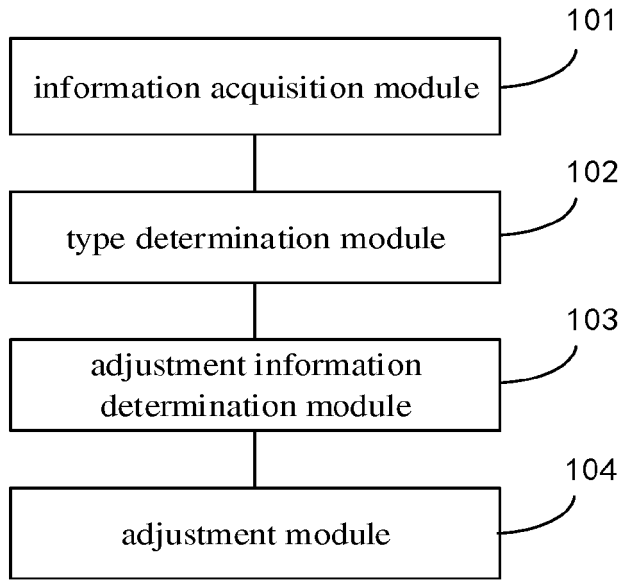 101
information acquisition module
102
type determination module
103
adjustment information
determination module
104
adjustment module